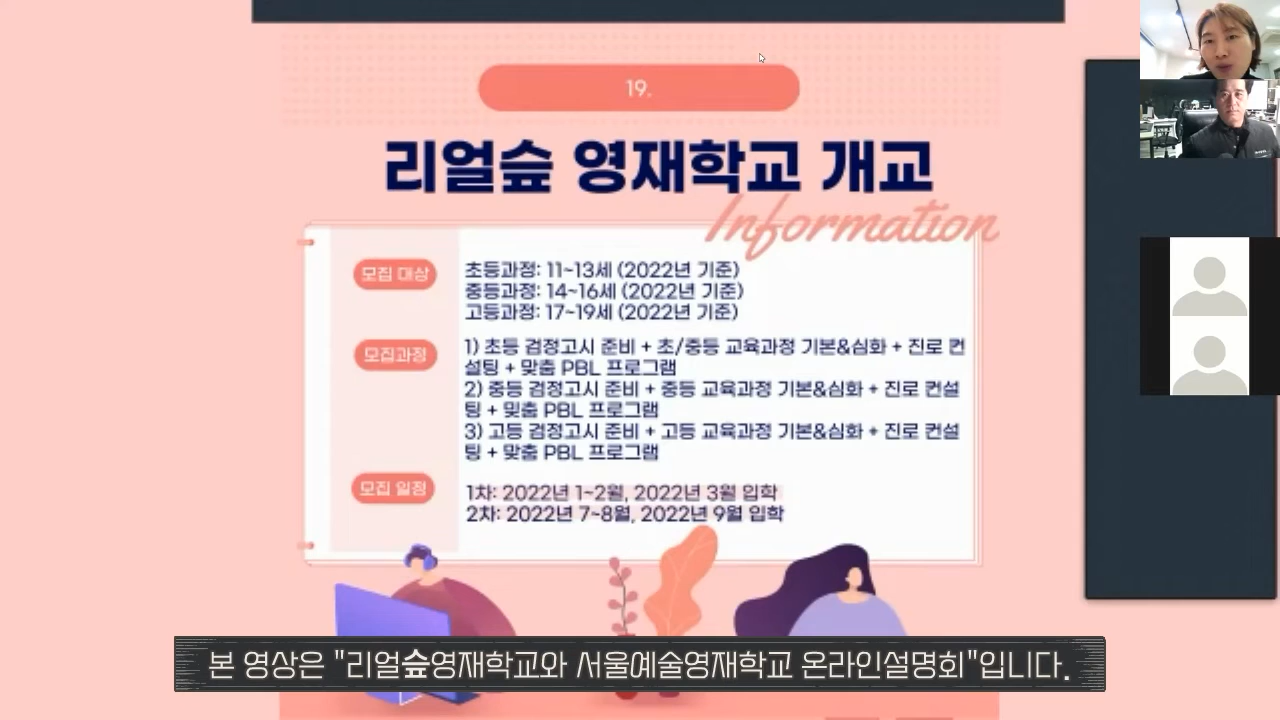 19.
리얼숲 영재학교 개교
Information
모집 대상
초등과정: 11~13세 (2022년 기준)
중등과정: 14~16세 (2022년 기준)
고등과정: 17~19세 (2022년 기준)
모집과정
1) 초등 검정고시 준비 + 초/중등 교육과정 기본&심화 + 진로 컨
설팅 + 맞춤 PBL 프로그램
2) 중등 검정고시 준비 + 중등 교육과정 기본&심화 + 진로 컨설
팅 + 맞춤 PBL 프로그램
3) 고등 검정고시 준비 + 고등 교육과정 기본&심화 + 진로 컨설
팅 + 맞춤 PBL 프로그램
모집 일정
1차: 2022년 1~2월, 2022년 3월 입학
2차: 2022년 7~8월, 2022년 9월 입학
본 영상은 "리얼숲영재학교와 서울예술영재학교 온라인설명회"입니다.